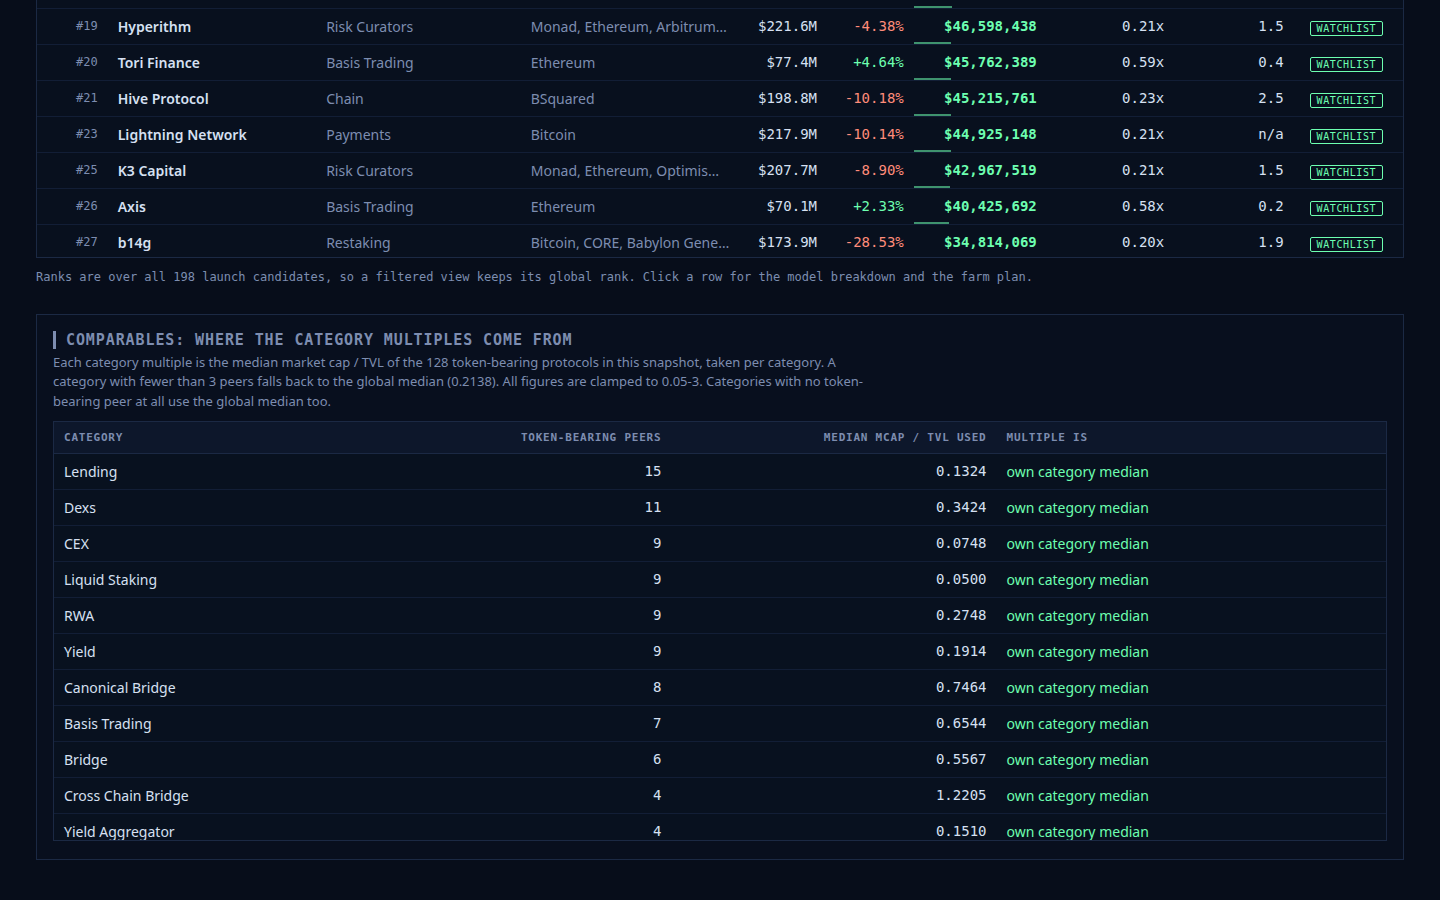 #19 Hyperithm Risk Curators Monad, Ethereum, Arbitrum... $221.6M -4.38% $46,598,438 0.21x 1.5 WATCHLIST
#20 Tori Finance Basis Trading Ethereum $77.4M +4.64% $45,762,389 0.59x 0.4 WATCHLIST
#21 Hive Protocol Chain BSquared $198.8M -10.18% $45,215,761 0.23x 2.5 WATCHLIST
#23 Lightning Network Payments Bitcoin $217.9M -10.14% $44,925,148 0.21x n/a WATCHLIST
#25 K3 Capital Risk Curators Monad, Ethereum, Optimis... $207.7M -8.90% $42,967,519 0.21x 1.5 WATCHLIST
#26 Axis Basis Trading Ethereum $70.1M +2.33% $40,425,692 0.58x 0.2 WATCHLIST
#27 b14g Restaking Bitcoin, CORE, Babylon Gene... $173.9M -28.53% $34,814,069 0.20x 1.9 WATCHLIST
Ranks are over all 198 launch candidates, so a filtered view keeps its global rank. Click a row for the model breakdown and the farm plan.
COMPARABLES: WHERE THE CATEGORY MULTIPLES COME FROM
Each category multiple is the median market cap / TVL of the 128 token-bearing protocols in this snapshot, taken per category. A
category with fewer than 3 peers falls back to the global median (0.2138). All figures are clamped to 0.05-3. Categories with no token-
bearing peer at all use the global median too.
CATEGORY TOKEN-BEARING PEERS MEDIAN MCAP / TVL USED MULTIPLE IS
Lending 15 0.1324 own category median
Dexs 11 0.3424 own category median
CEX 9 0.0748 own category median
Liquid Staking 9 0.0500 own category median
RWA 9 0.2748 own category median
Yield 9 0.1914 own category median
Canonical Bridge 8 0.7464 own category median
Basis Trading 7 0.6544 own category median
Bridge 6 0.5567 own category median
Cross Chain Bridge 4 1.2205 own category median
Yield Aggregator 4 0.1510 own category median